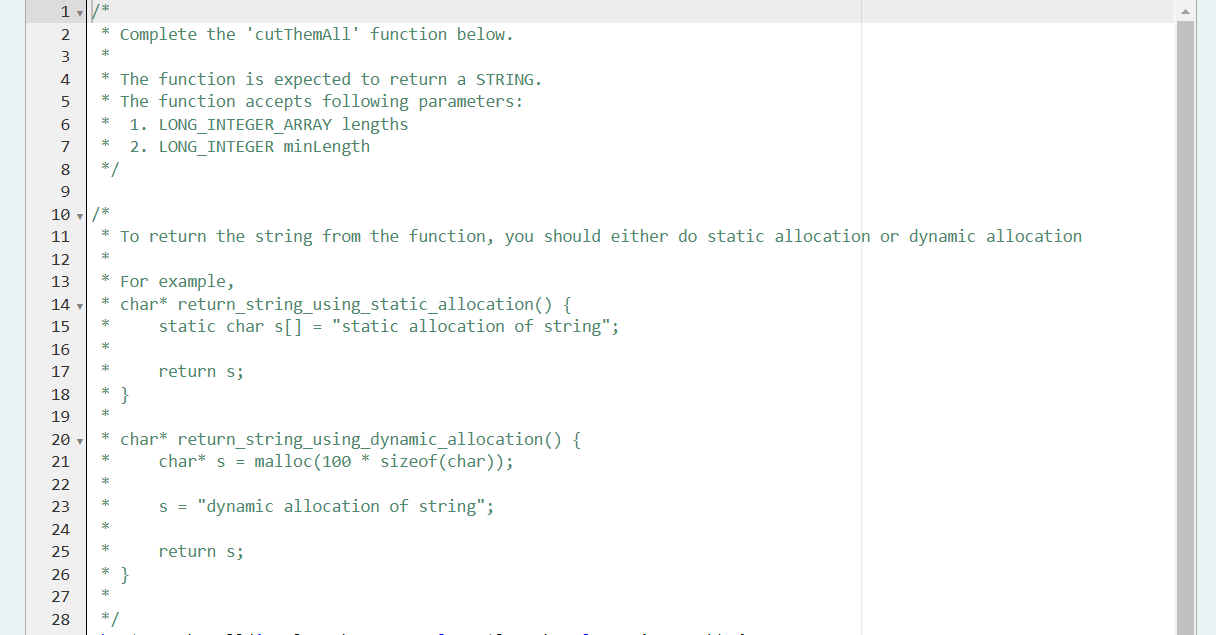 1 /*
2  * Complete the 'cutThemAll' function below.
3  *
4  * The function is expected to return a STRING.
5  * The function accepts following parameters:
6  *  1. LONG_INTEGER_ARRAY lengths
7  *  2. LONG_INTEGER minLength
8  */
9
10 /*
11  * To return the string from the function, you should either do static allocation or dynamic allocation
12  *
13  * For example,
14  * char* return_string_using_static_allocation() {
15  *     static char s[] = "static allocation of string";
16  *
17  *     return s;
18  * }
19  *
20  * char* return_string_using_dynamic_allocation() {
21  *     char* s = malloc(100 * sizeof(char));
22  *
23  *     s = "dynamic allocation of string";
24  *
25  *     return s;
26  * }
27  *
28  */